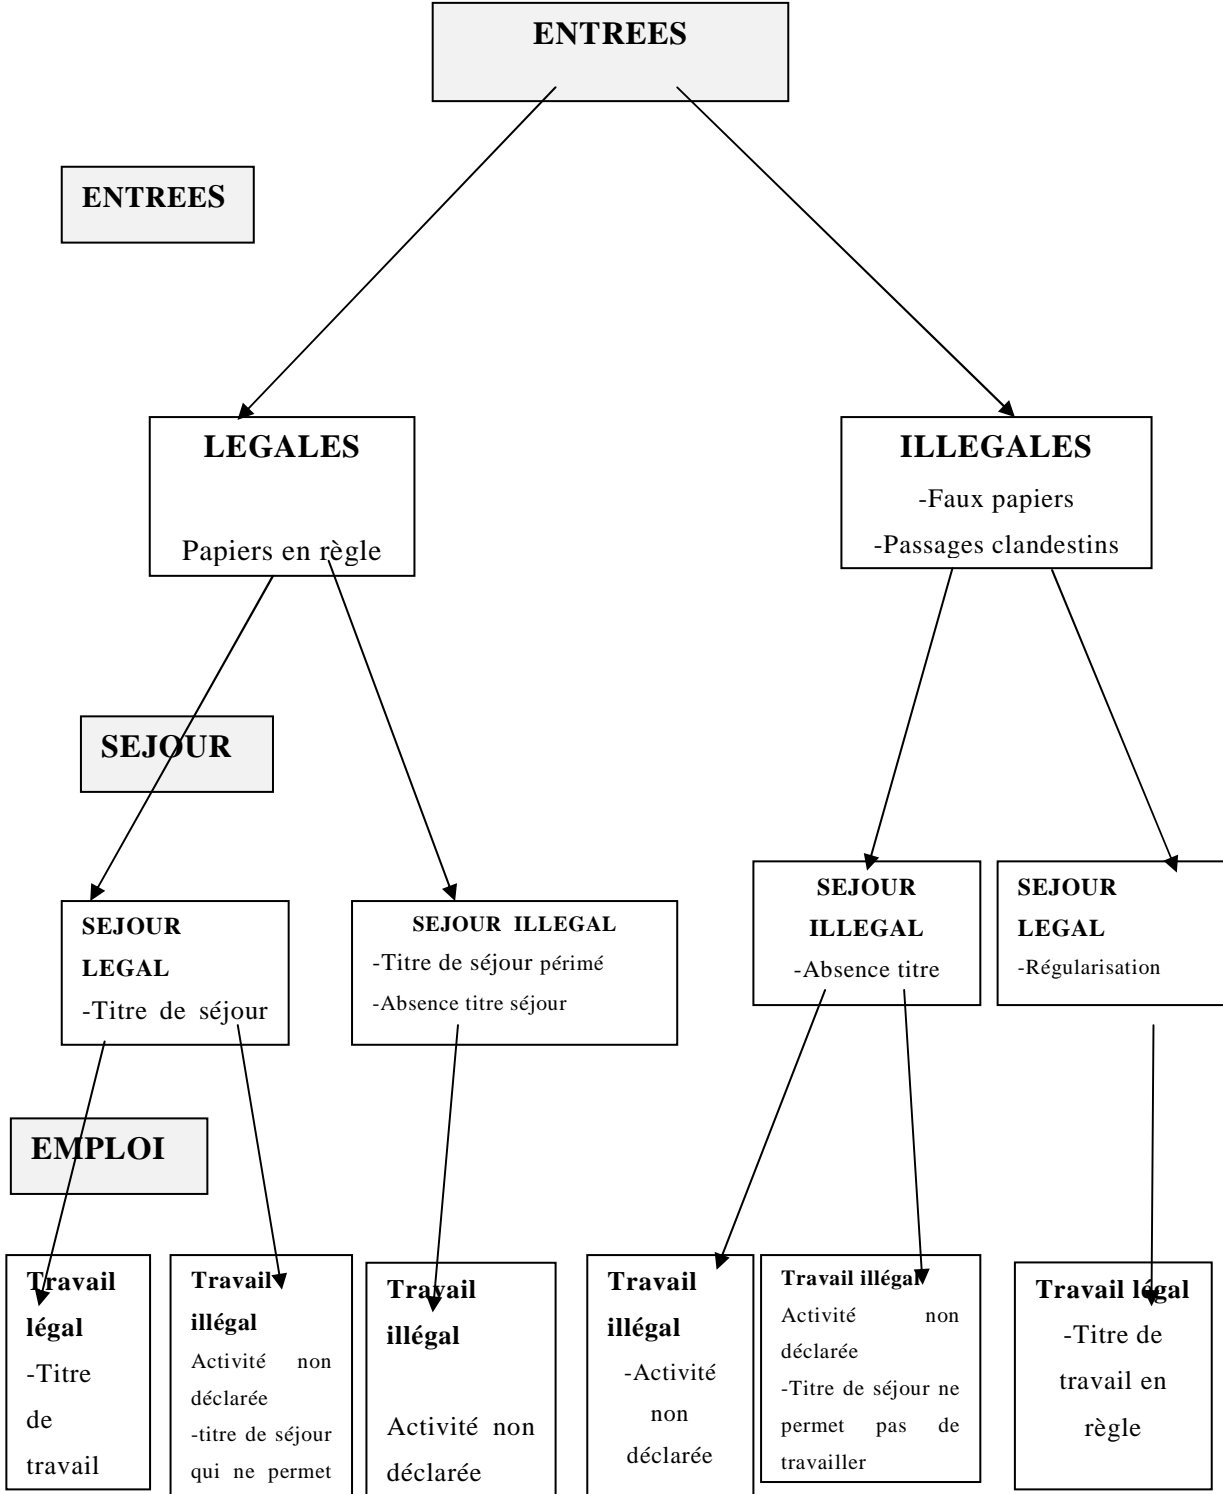 ENTREES
ENTREES
LEGALES
Papiers en règle
ILLEGALES
-Faux papiers
-Passages clandestins
SEJOUR
SEJOUR
LEGAL
-Titre de séjour
SEJOUR ILLEGAL
-Titre de séjour périmé
-Absence titre séjour
SEJOUR
ILLEGAL
-Absence titre
SEJOUR
LEGAL
-Régularisation
EMPLOI
Travail
légal
-Titre
de
travail
Travail
illégal
Activité non
déclarée
-titre de séjour
qui ne permet
Travail
illégal
Activité non
déclarée
Travail
illégal
-Activité
non
déclarée
Travail illégal
Activité non
déclarée
-Titre de séjour ne
permet pas de
travailler
Travail légal
-Titre de
travail en
règle